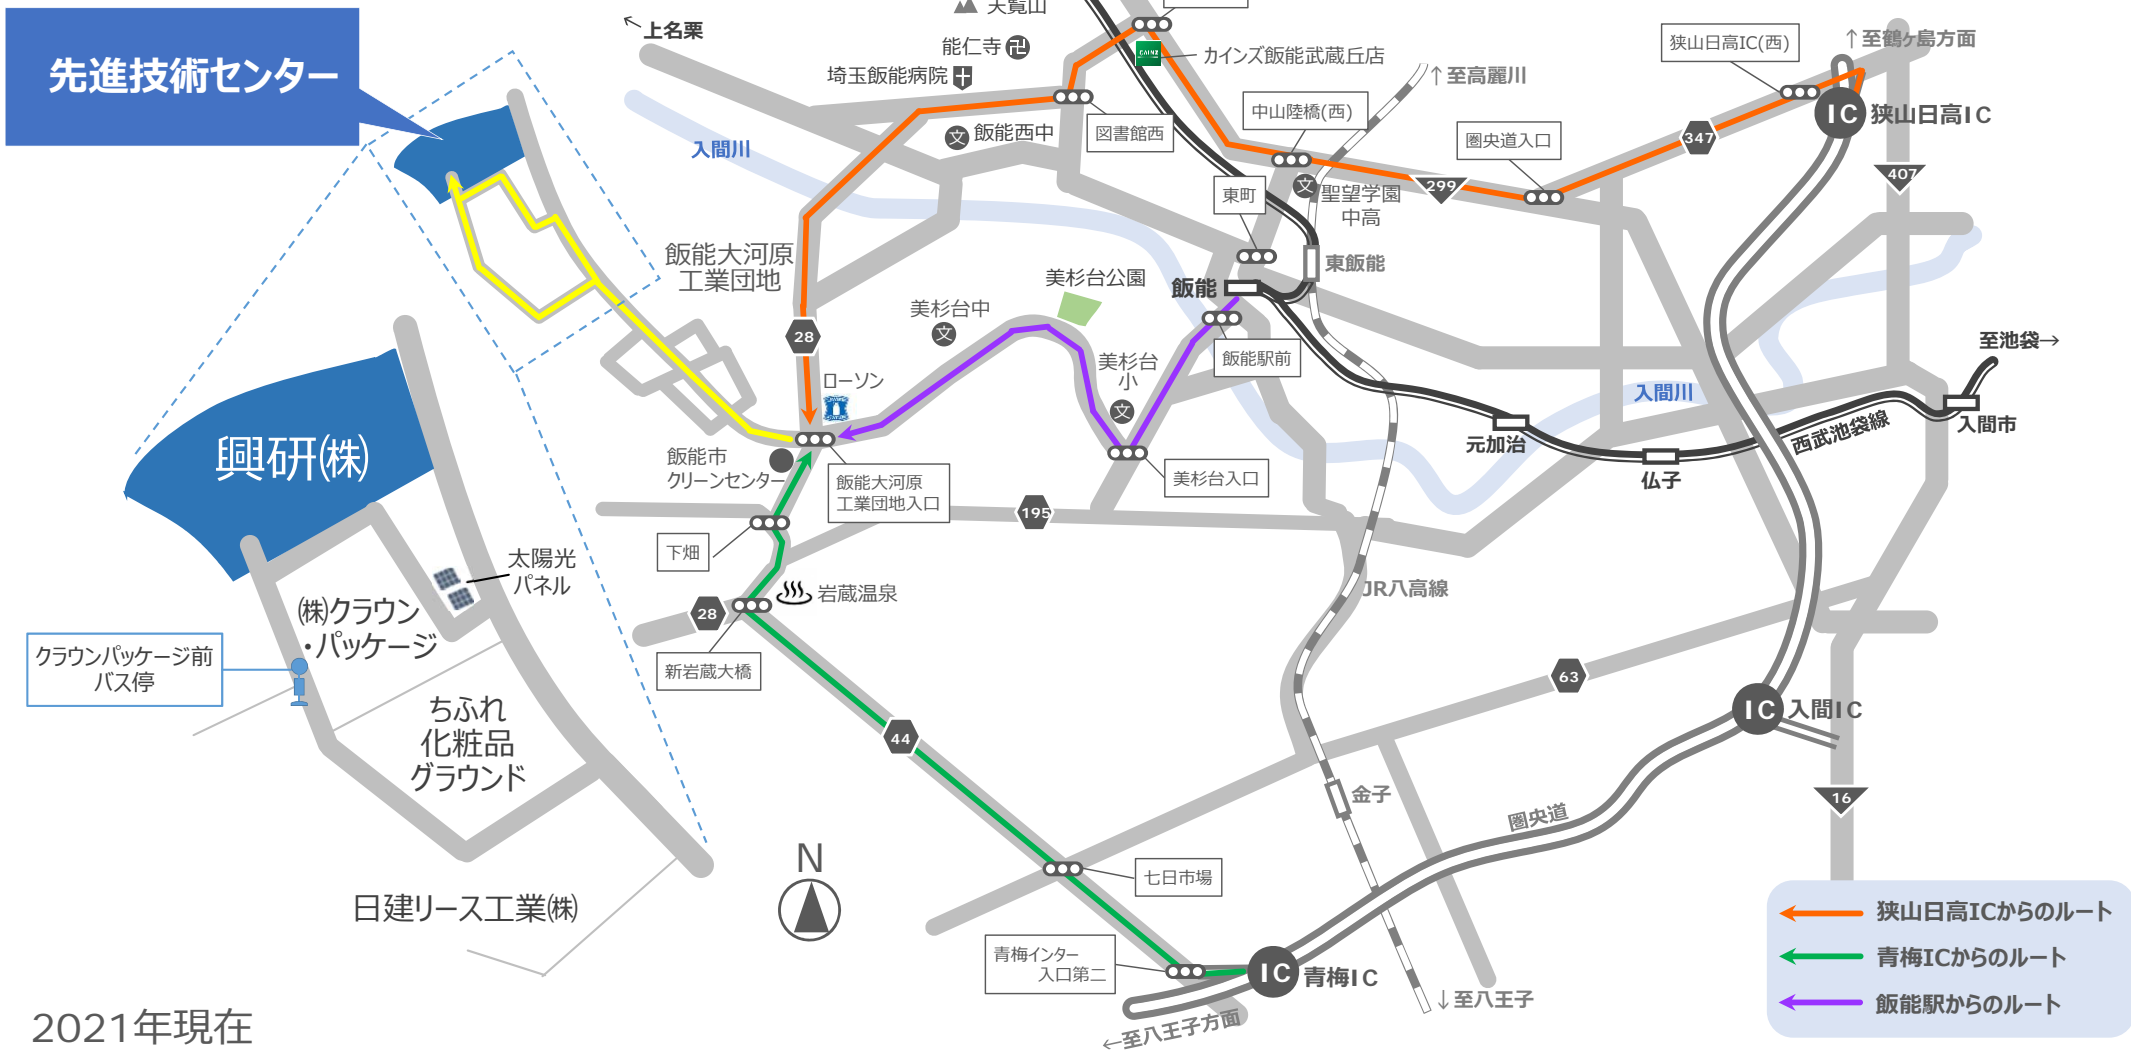 先進技術センター
↖上名栗
天覧山
能仁寺
埼玉飯能病院
文
飯能西中
図書館西
CAINZ
カインズ飯能武蔵丘店
↑至高麗川
中山陸橋(西)
狭山日高IC(西)
↑至鶴ヶ島方面
IC
狭山日高IC
圏央道入口
347
407
299
入間川
東町
文
聖望学園
中高
東飯能
飯能
飯能大河原
工業団地
美杉台公園
美杉台中
文
28
飯能駅前
美杉台
小
文
ローソン
至池袋→
入間川
元加治
仏子
西武池袋線
入間市
飯能市
クリーンセンター
飯能大河原
工業団地入口
美杉台入口
195
下畑
岩蔵温泉
28
新岩蔵大橋
JR八高線
63
44
IC
入間IC
16
金子
圏央道
七日市場
青梅インター
入口第二
IC
青梅IC
↓至八王子
←至八王子方面
N
興研㈱
太陽光
パネル
㈱クラウン
・パッケージ
クラウンパッケージ前
バス停
ちふれ
化粧品
グラウンド
日建リース工業㈱
狭山日高ICからのルート
青梅ICからのルート
飯能駅からのルート
2021年現在